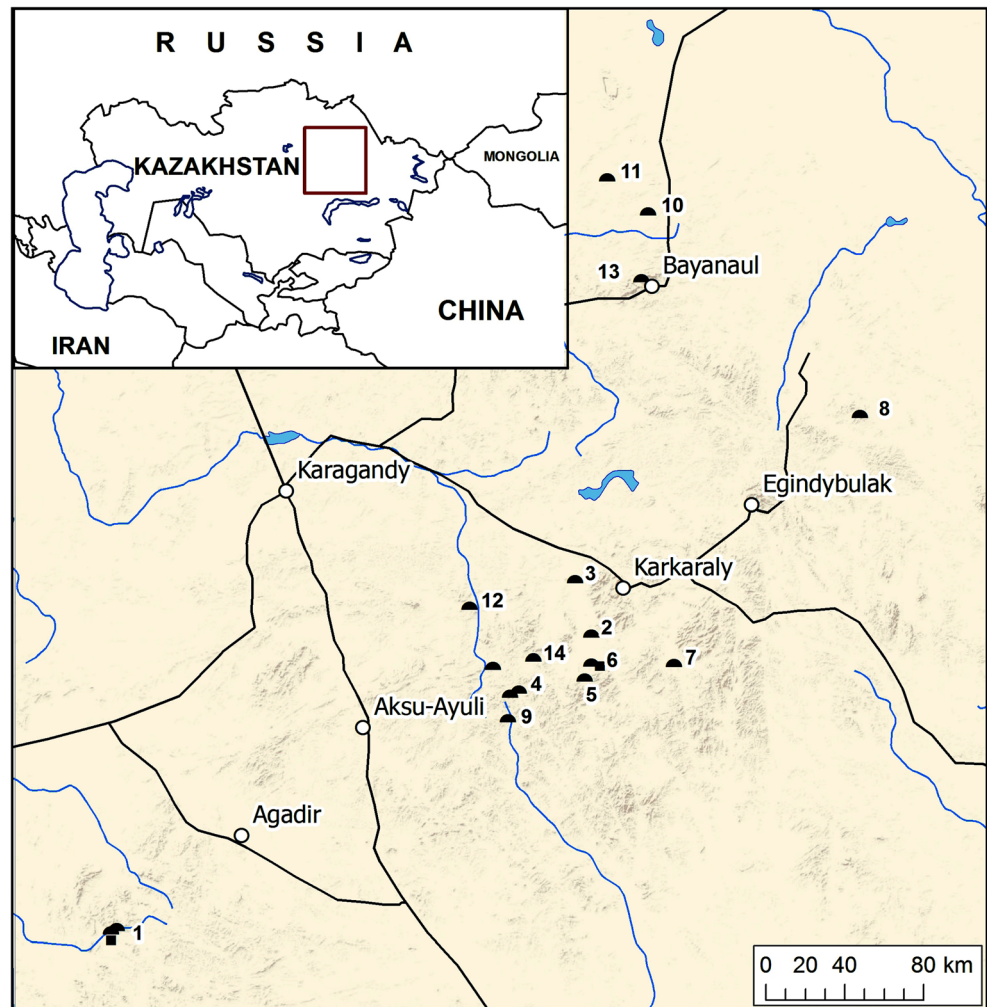 R U S S I A
KAZAKHSTAN
MONGOLIA
CHINA
IRAN
11
10
13
Bayanaul
8
Karagandy
Egindybulak
3
Karkaraly
12
2
14
6
7
5
4
Aksu-Ayuli
9
Agadir
1
0 20 40 80 km